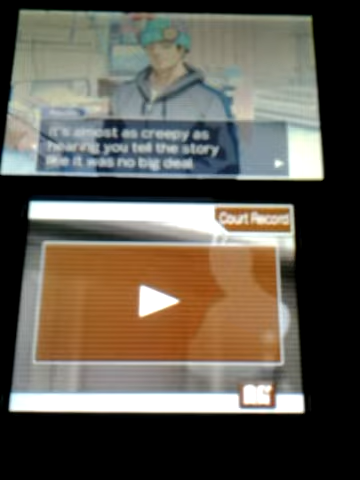 It's almost as creepy as
hearing you tell the story
like it was no big deal
Court Record